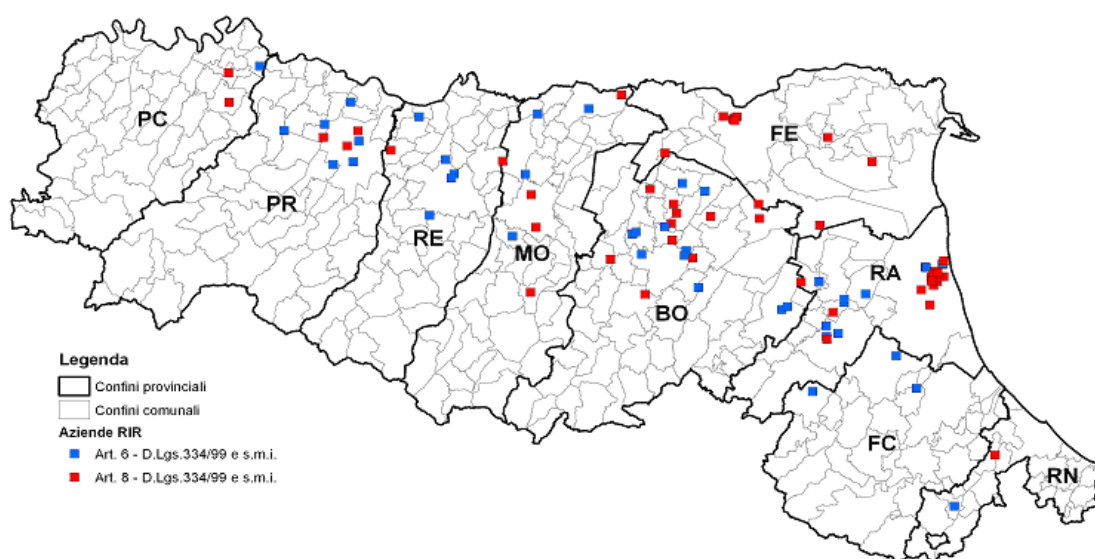 PC
PR
RE
MO
BO
FE
RA
FC
RN
Legenda
Confini provinciali
Confini comunali
Aziende RIR
Art. 6 - D.Lgs.334/99 e s.m.i.
Art. 8 - D.Lgs.334/99 e s.m.i.